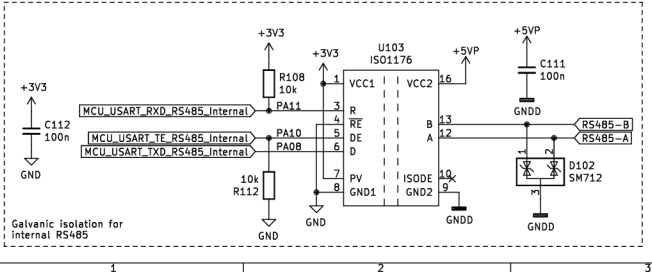 +3V3
C112
100n
GND
+3V3
R108
10k
MCU_USART_RXD_RS485_Internal
PA11
MCU_USART_TE_RS485_Internal
PA10
MCU_USART_TXD_RS485_Internal
PA08
10k
R112
GND
+3V3
GND
U103
ISO1176
1 VCC1 VCC2 16
3 R
4 RE
5 DE
6 D
7 PV
8 GND1
B 13
A 12
ISODE 10
GND2 9
+5VP
GNDD
+5VP
C111
100n
GNDD
RS485-B
RS485-A
1
2
3
D102
SM712
GNDD
Galvanic isolation for
internal RS485
1 2 3